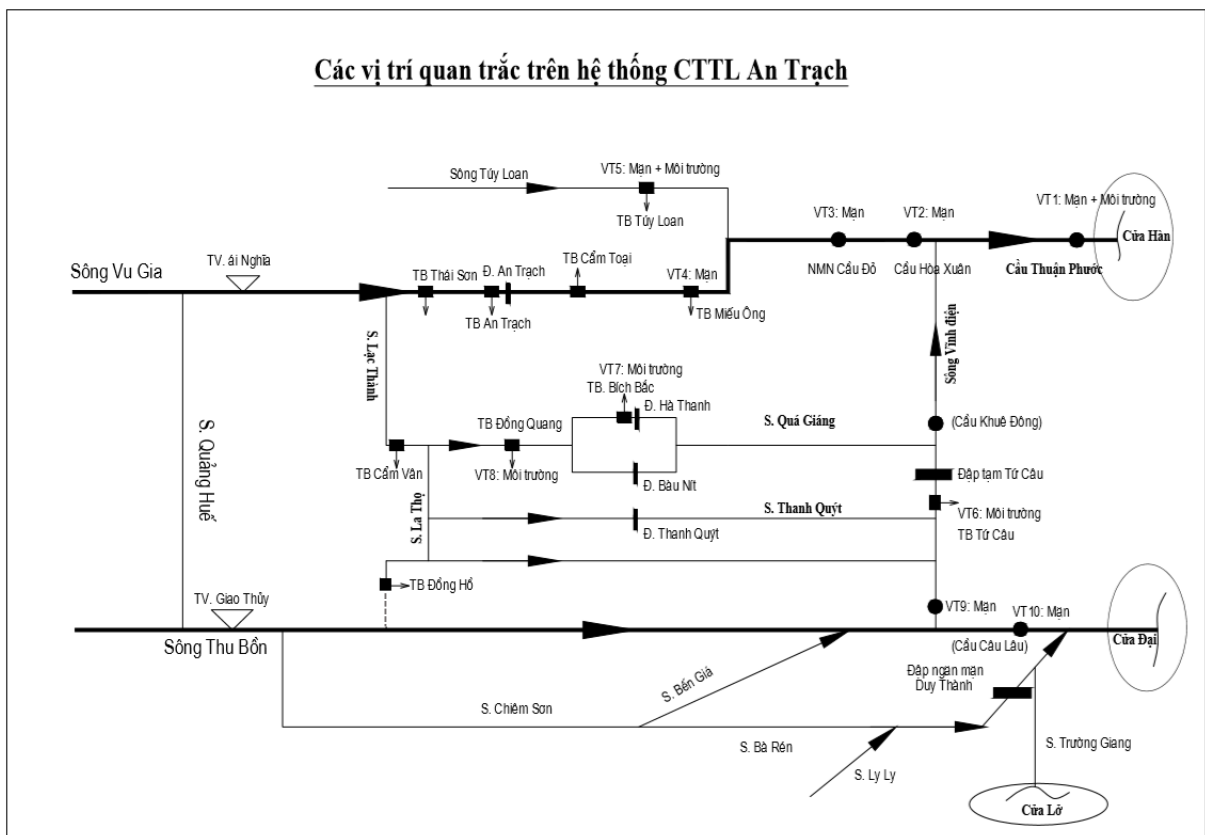 Các vị trí quan trắc trên hệ thống CTTL An Trạch
VT5: Mạn + Môi trường
Sông Túy Loan
TB Túy Loan
VT3: Mạn
VT2: Mạn
VT1: Mạn + Môi trường
Cửa Hàn
NMN Cầu Đỏ
Cầu Hòa Xuân
Cầu Thuận Phước
Sông Vu Gia
TV. ái Nghĩa
TB Thái Sơn
Đ. An Trạch
TB Cẩm Toại
VT4: Mạn
TB An Trạch
TB Miếu Ông
S. Lạc Thành
Sông Vĩnh điện
S. Quảng Huế
VT7: Môi trường
TB. Bích Bắc
Đ. Hà Thanh
TB Đồng Quang
S. Quá Giáng
(Cầu Khuê Đông)
TB Cẩm Vân
VT8: Môi trường
Đ. Bàu Nít
Đập tạm Tứ Câu
S. La Thọ
S. Thanh Quýt
VT6: Môi trường
TB Tứ Câu
Đ. Thanh Quýt
TB Đồng Hồ
TV. Giao Thủy
VT9: Mạn
VT10: Mạn
Sông Thu Bồn
(Cầu Câu Lâu)
Cửa Đại
Đập ngăn mạn
Duy Thành
S. Bến Giá
S. Chiêm Sơn
S. Bà Rén
S. Trường Giang
S. Ly Ly
Cửa Lở